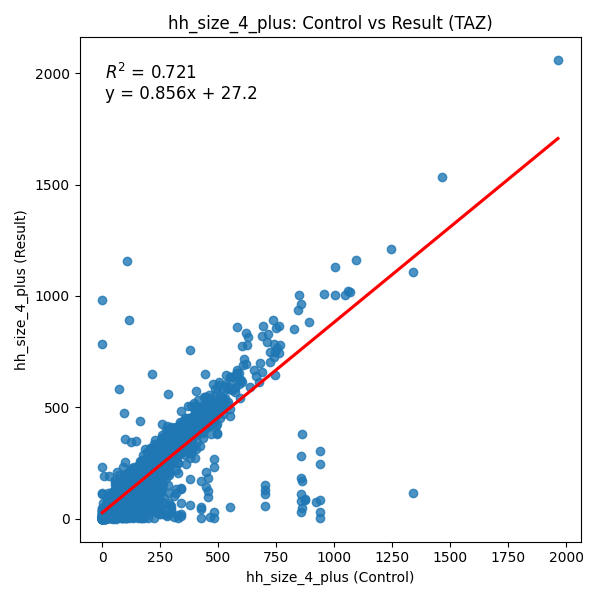 hh_size_4_plus: Control vs Result (TAZ)
R² = 0.721
y = 0.856x + 27.2
hh_size_4_plus (Result)
2000
1500
1000
500
0
0 250 500 750 1000 1250 1500 1750 2000
hh_size_4_plus (Control)